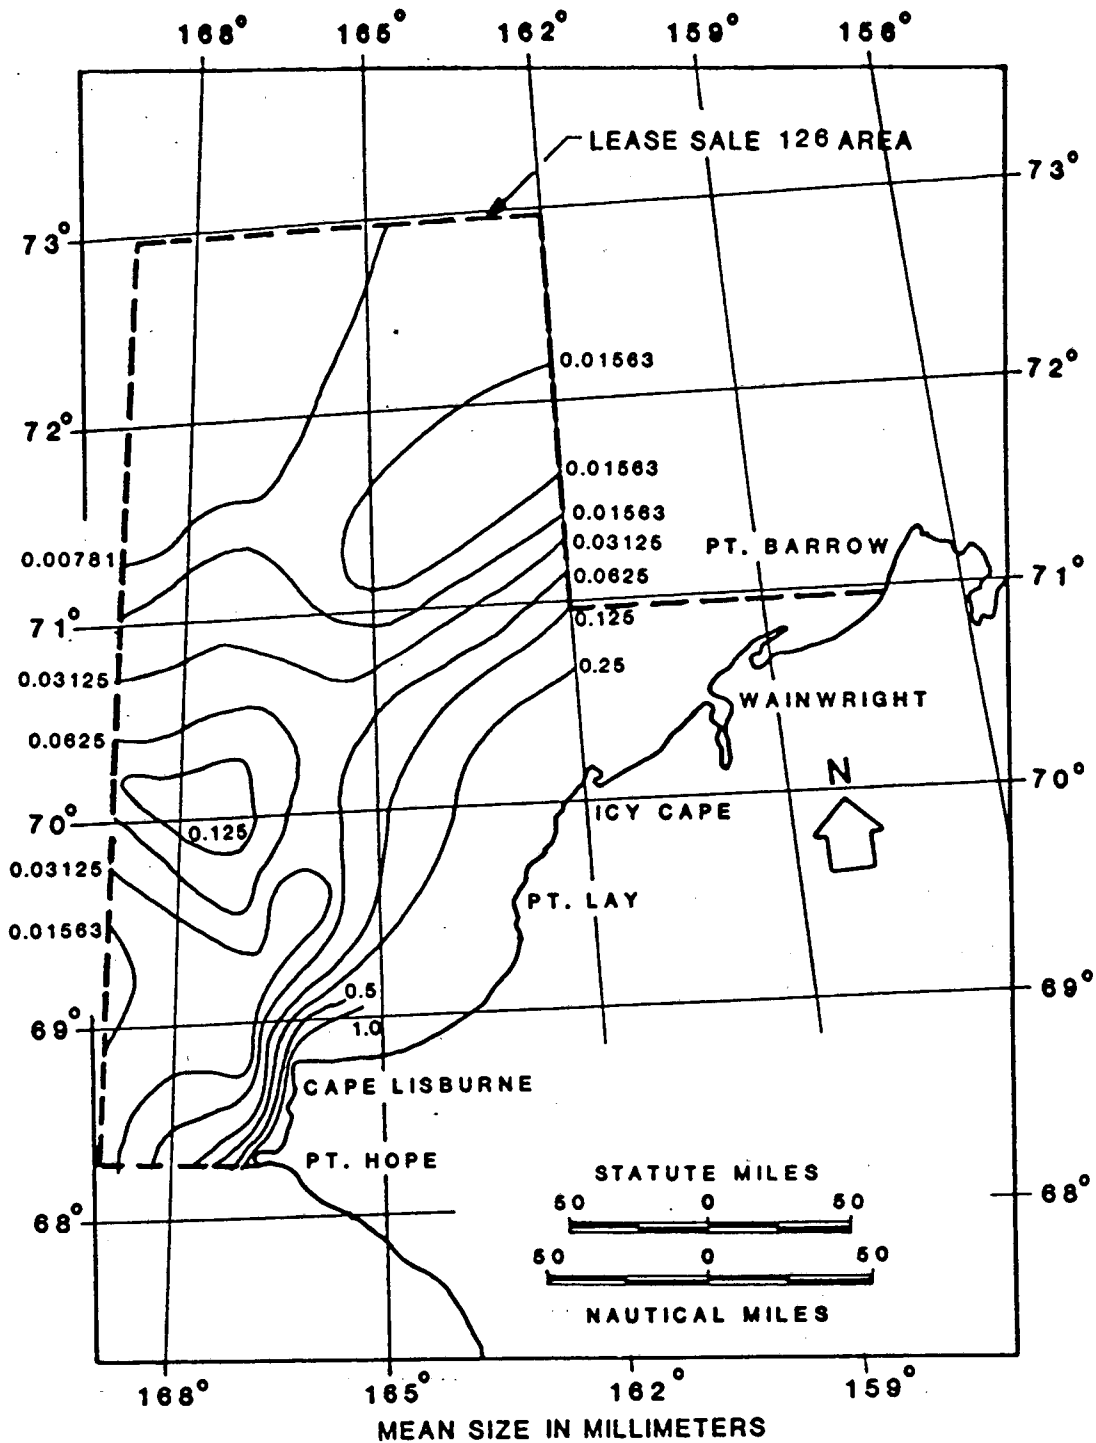 168° 165° 162° 159° 156°
LEASE SALE 126 AREA
73°
73°
0.01563
72°
72°
0.01563
0.01563
0.03125
PT. BARROW
0.00781
0.0625
71°
0.125
71°
0.25
0.03125
WAINWRIGHT
0.0625
N
70°
ICY CAPE
70°
0.125
0.03125
PT. LAY
0.01563
0.5
69°
1.0
69°
CAPE LISBURNE
PT. HOPE
STATUTE MILES
50 0 50
68°
68°
50 0 50
NAUTICAL MILES
168° 165° 162° 159°
MEAN SIZE IN MILLIMETERS